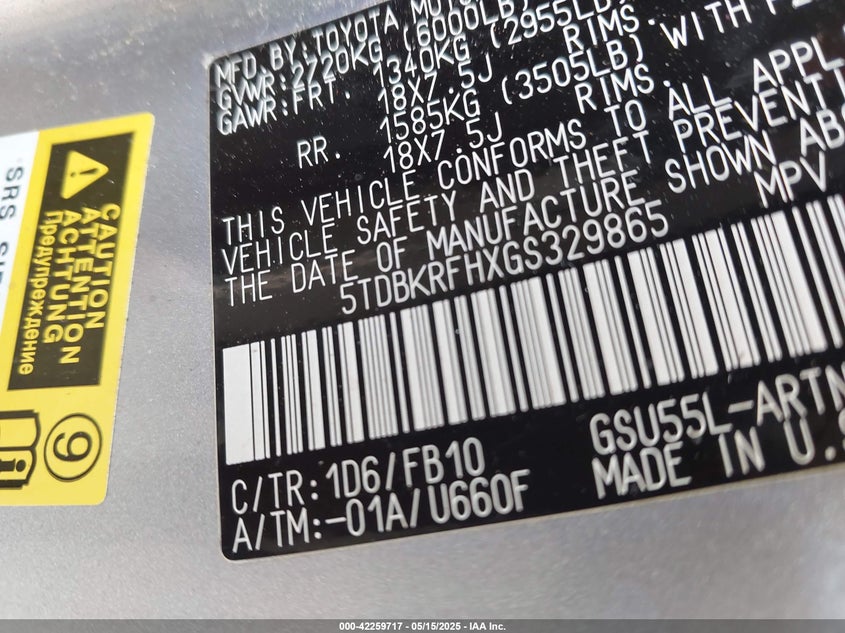 MFD BY:TOYOTA MOTO
GVWR:2720KG (6000LB)
GAWR:FRT. 1340KG (2955LB)
18X7.5J RIMS.
RR. 1585KG (3505LB) WITH
18X7.5J RIMS.
THIS VEHICLE CONFORMS TO ALL APPL
VEHICLE SAFETY AND THEFT PREVENTI
THE DATE OF MANUFACTURE SHOWN ABO
5TDBKRFHXGS329865 MPV
GSU55L-ARTN
C/TR:1D6/FB10 MADE IN U.S
A/TM:-01A/U660F
SRS
CAUTION
ATTENTION
ACHTUNG
Предупреждение
9
i
000-42259717 - 05/15/2025 - IAA Inc.